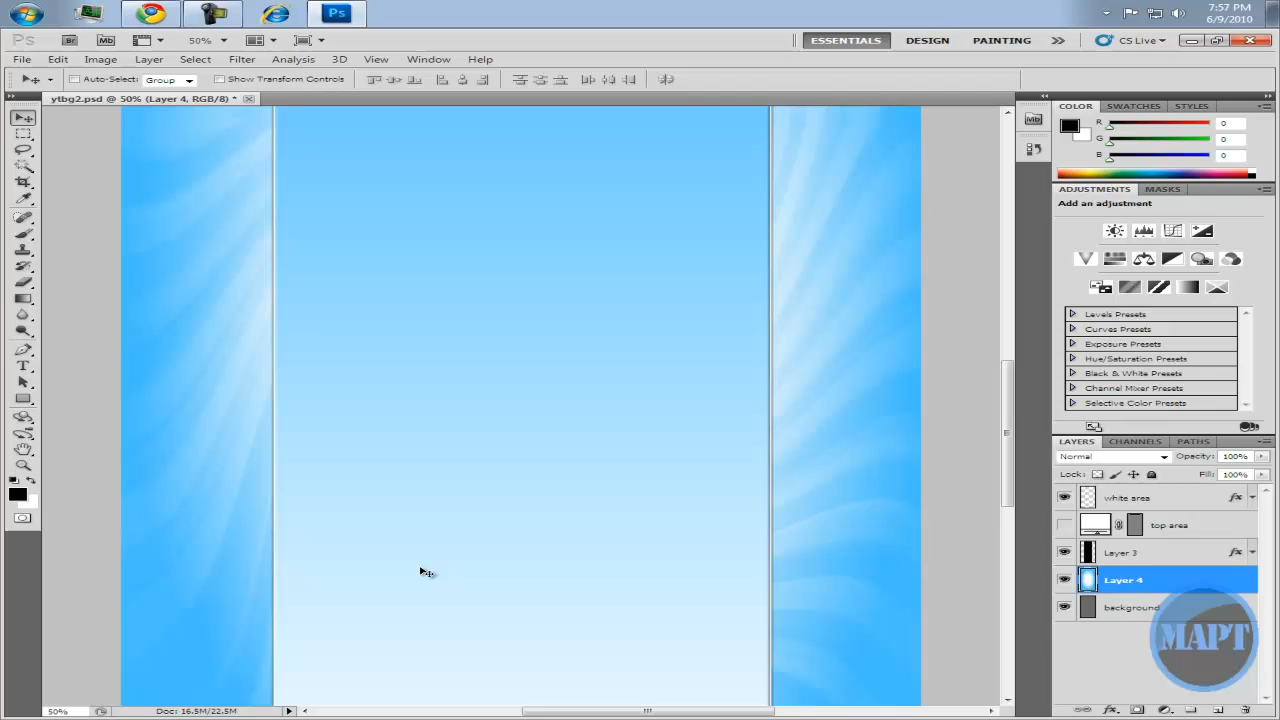 7:57 PM
6/9/2010
Ps
Ps Br Mb 50% ESSENTIALS DESIGN PAINTING CS Live
File Edit Image Layer Select Filter Analysis 3D View Window Help
Auto-Select: Group Show Transform Controls
ytbg2.psd @ 50% (Layer 4, RGB/8) *
COLOR SWATCHES STYLES
Mb
R 0
G 0
B 0
ADJUSTMENTS MASKS
Add an adjustment
Levels Presets
Curves Presets
Exposure Presets
Hue/Saturation Presets
Black & White Presets
Channel Mixer Presets
Selective Color Presets
LAYERS CHANNELS PATHS
Normal Opacity: 100%
Lock: Fill: 100%
white area fx
top area
Layer 3 fx
Layer 4
background
MAPT
50% Doc: 16.5M/22.5M